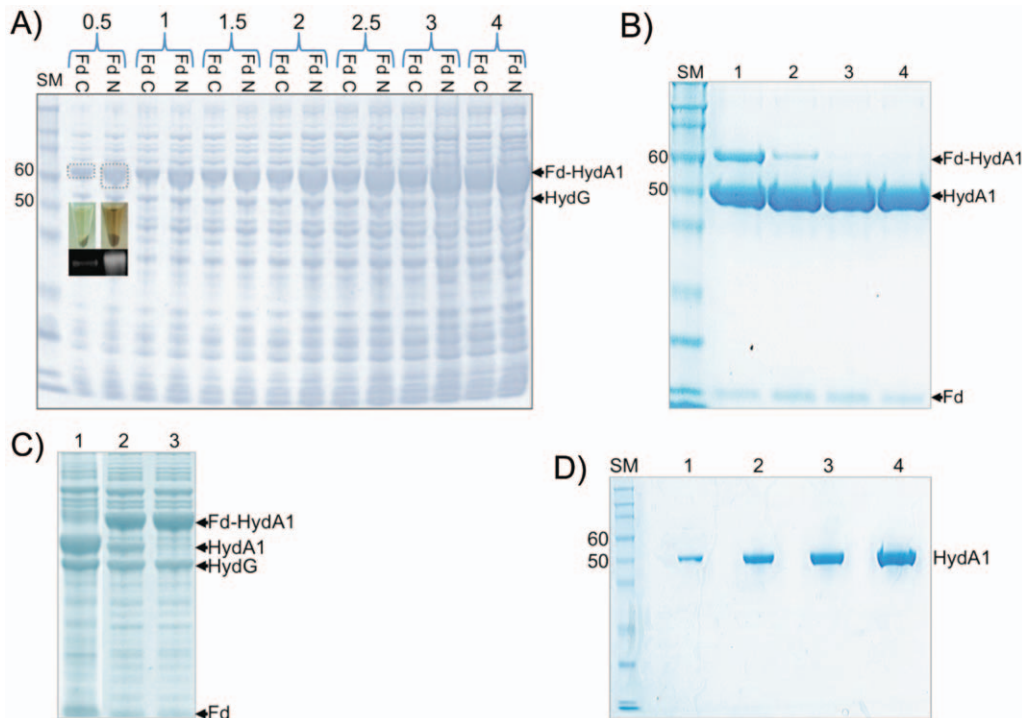 A)
0.5 1 1.5 2 2.5 3 4
SM Fd C Fd N Fd C Fd N Fd C Fd N Fd C Fd N Fd C Fd N Fd C Fd N Fd C Fd N
60
50
Fd-HydA1
HydG
B)
SM 1 2 3 4
60
50
Fd-HydA1
HydA1
Fd
C)
1 2 3
Fd-HydA1
HydA1
HydG
Fd
D)
SM 1 2 3 4
60
50
HydA1